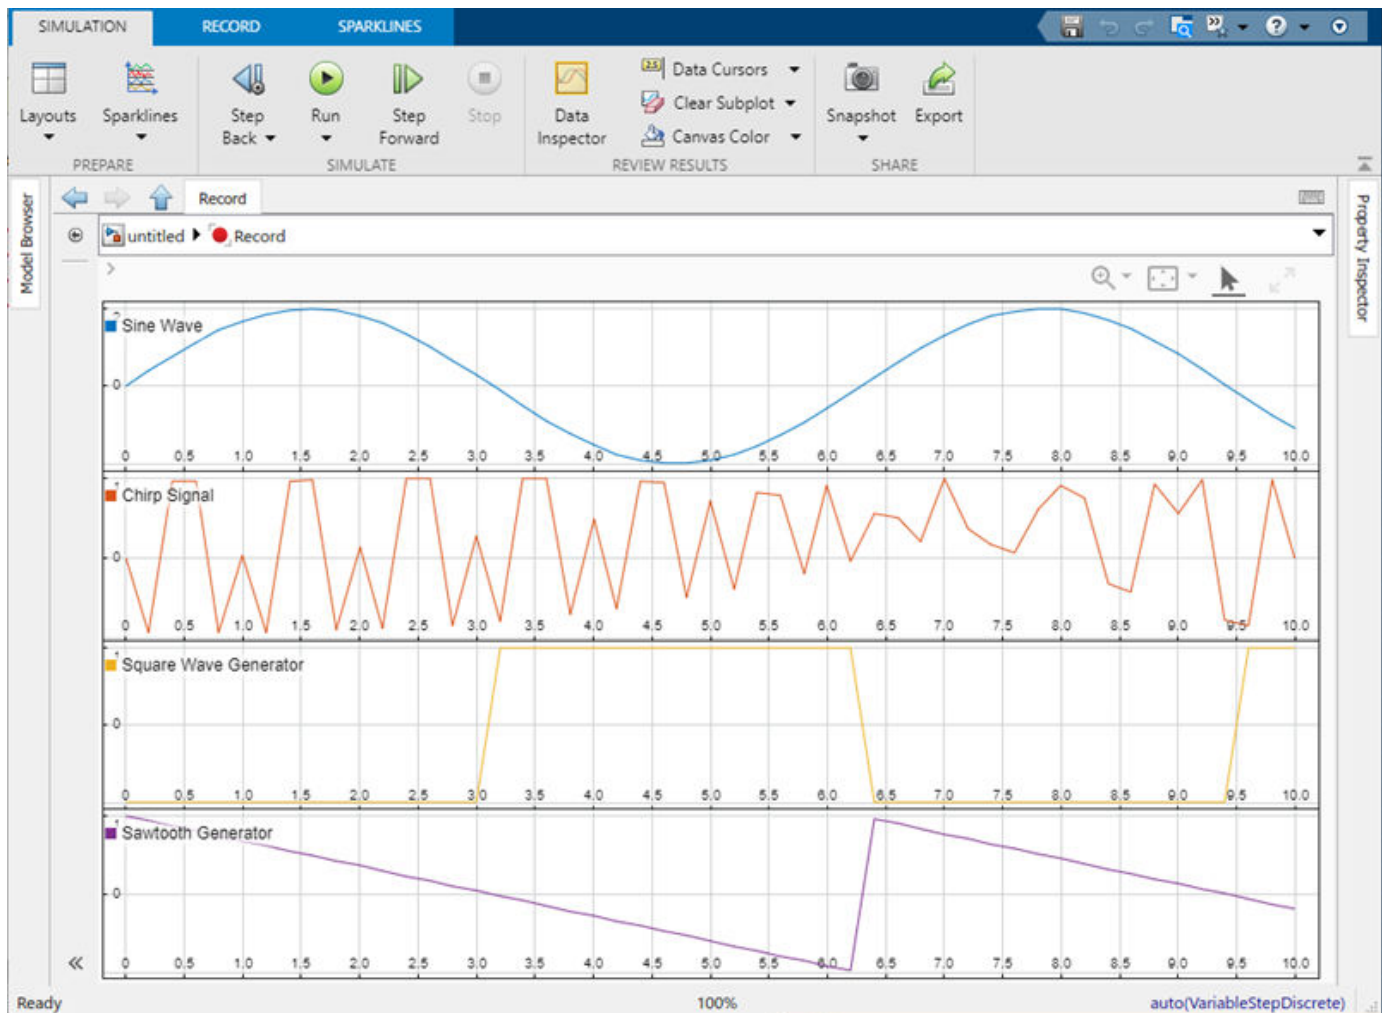 SIMULATION RECORD SPARKLINES
Layouts Sparklines Step Back Run Step Forward Stop Data Inspector Data Cursors Clear Subplot Canvas Color Snapshot Export
PREPARE SIMULATE REVIEW RESULTS SHARE
Model Browser
Record
Property Inspector
untitled Record
2
Sine Wave
0
0 0.5 1.0 1.5 2.0 2.5 3.0 3.5 4.0 4.5 5.0 5.5 6.0 6.5 7.0 7.5 8.0 8.5 9.0 9.5 10.0
1
Chirp Signal
0
0 0.5 1.0 1.5 2.0 2.5 3.0 3.5 4.0 4.5 5.0 5.5 6.0 6.5 7.0 7.5 8.0 8.5 9.0 9.5 10.0
1
Square Wave Generator
0
0 0.5 1.0 1.5 2.0 2.5 3.0 3.5 4.0 4.5 5.0 5.5 6.0 6.5 7.0 7.5 8.0 8.5 9.0 9.5 10.0
1
Sawtooth Generator
0
0 0.5 1.0 1.5 2.0 2.5 3.0 3.5 4.0 4.5 5.0 5.5 6.0 6.5 7.0 7.5 8.0 8.5 9.0 9.5 10.0
Ready 100% auto(VariableStepDiscrete)